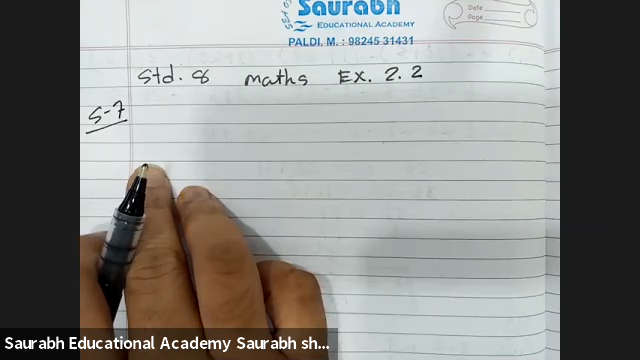 Saurabh
EDUCATIONAL ACADEMY
PALDI. M. : 98245 31431
Date
Page
Std. 8 maths Ex. 2.2
S-7
Saurabh Educational Academy Saurabh sh...